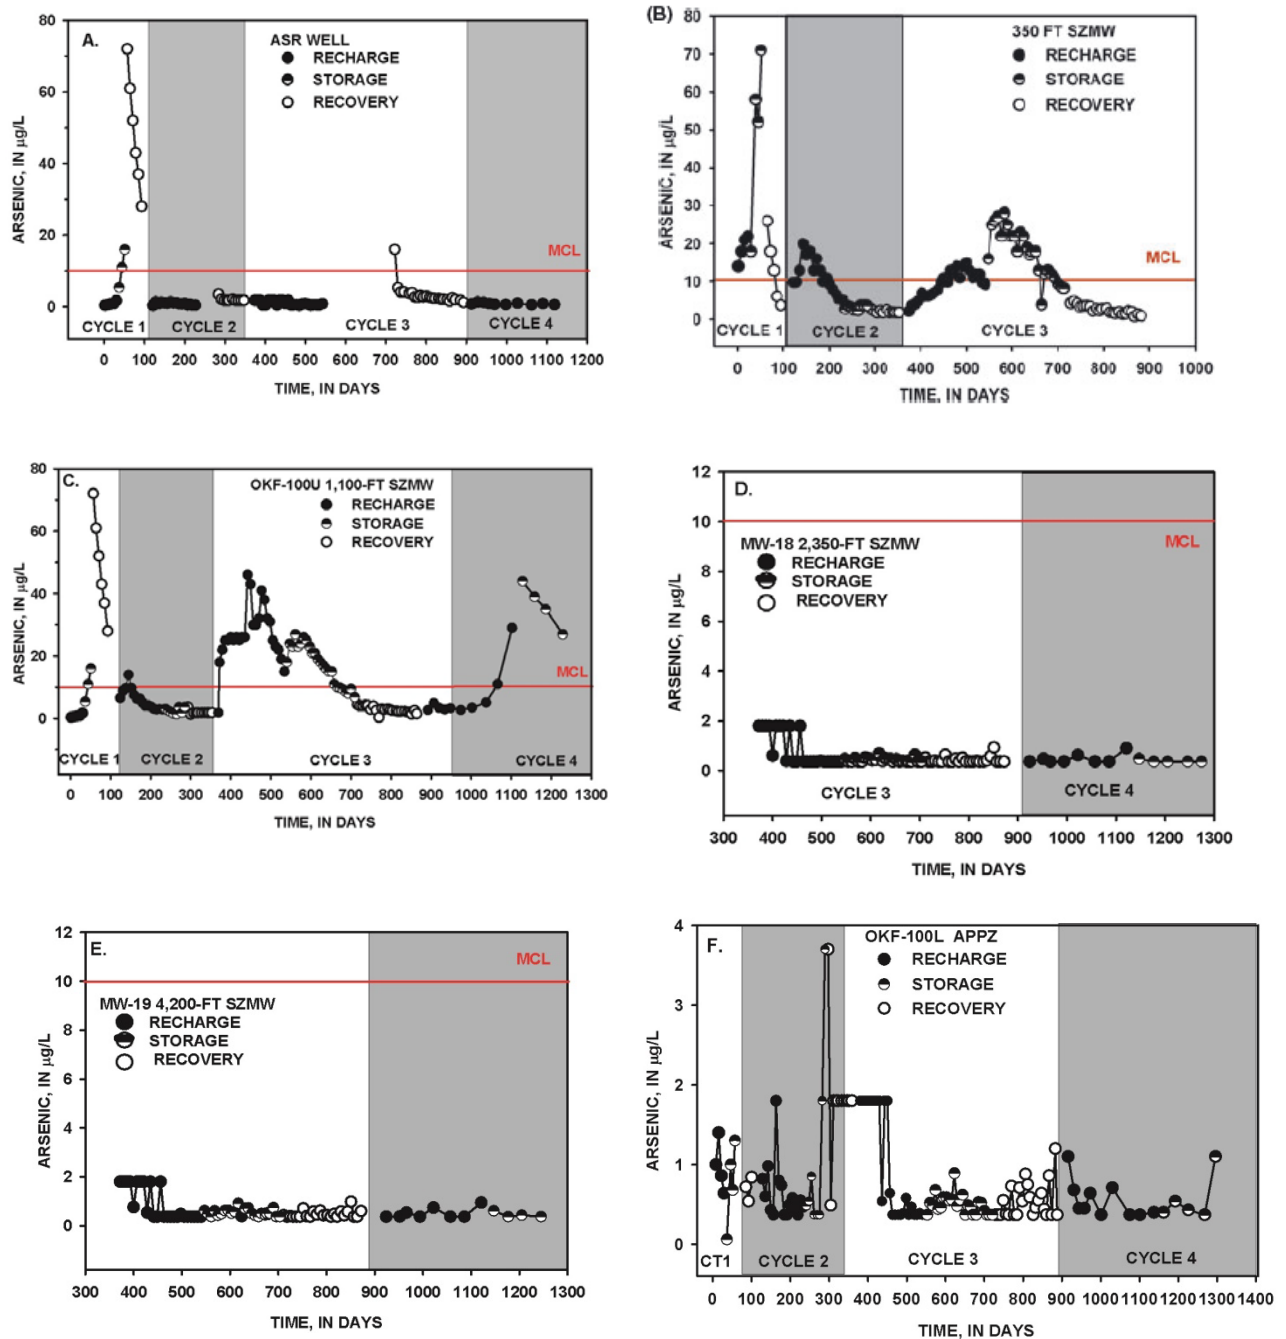 A.
ASR WELL
RECHARGE
STORAGE
RECOVERY
ARSENIC, IN µg/L
80
60
40
20
0
MCL
CYCLE 1
CYCLE 2
CYCLE 3
CYCLE 4
0 100 200 300 400 500 600 700 800 900 1000 1100 1200
TIME, IN DAYS
(B)
350 FT SZMW
RECHARGE
STORAGE
RECOVERY
ARSENIC, IN µg/L
80
70
60
50
40
30
20
10
0
MCL
CYCLE 1
CYCLE 2
CYCLE 3
0 100 200 300 400 500 600 700 800 900 1000
TIME, IN DAYS
C.
OKF-100U 1,100-FT SZMW
RECHARGE
STORAGE
RECOVERY
ARSENIC, IN µg/L
80
60
40
20
0
MCL
CYCLE 1
CYCLE 2
CYCLE 3
CYCLE 4
0 100 200 300 400 500 600 700 800 900 1000 1100 1200 1300
TIME, IN DAYS
D.
MCL
MW-18 2,350-FT SZMW
RECHARGE
STORAGE
RECOVERY
ARSENIC, IN µg/L
12
10
8
6
4
2
0
CYCLE 3
CYCLE 4
300 400 500 600 700 800 900 1000 1100 1200 1300
TIME, IN DAYS
E.
MCL
MW-19 4,200-FT SZMW
RECHARGE
STORAGE
RECOVERY
ARSENIC, IN µg/L
12
10
8
6
4
2
0
300 400 500 600 700 800 900 1000 1100 1200 1300
TIME, IN DAYS
F.
OKF-100L APPZ
RECHARGE
STORAGE
RECOVERY
ARSENIC, IN µg/L
4
3
2
1
0
CT1
CYCLE 2
CYCLE 3
CYCLE 4
0 100 200 300 400 500 600 700 800 900 1000 1100 1200 1300 1400
TIME, IN DAYS